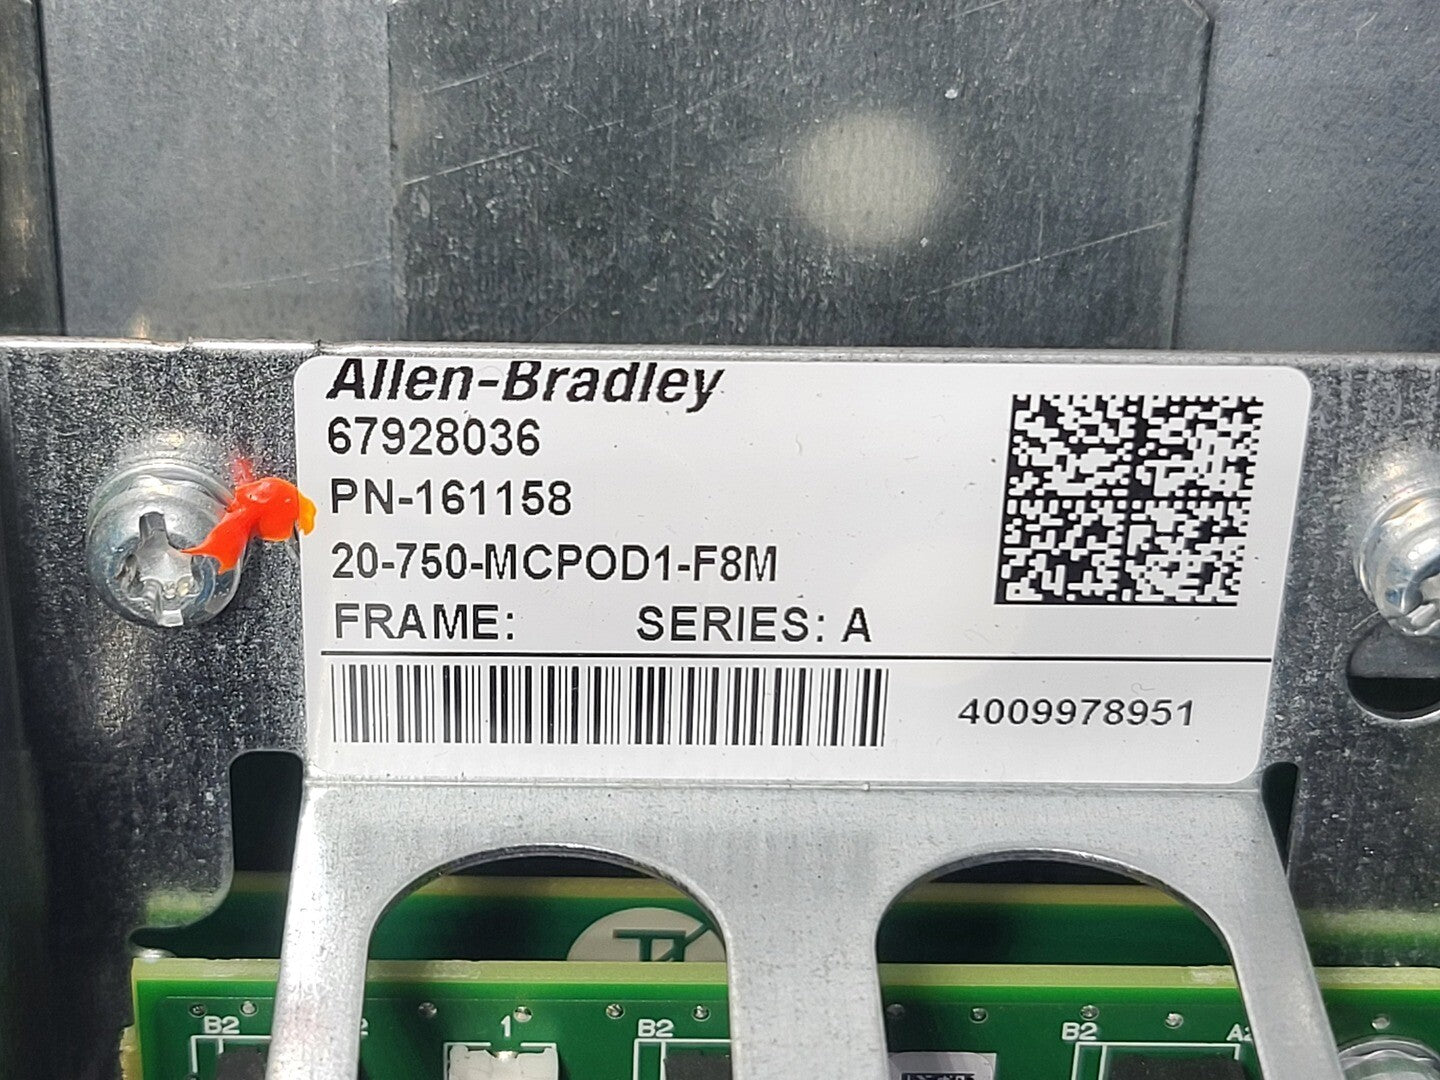 Allen-Bradley
67928036
PN-161158
20-750-MCPOD1-F8M
FRAME: SERIES: A
4009978951
B2 1 B2 B2